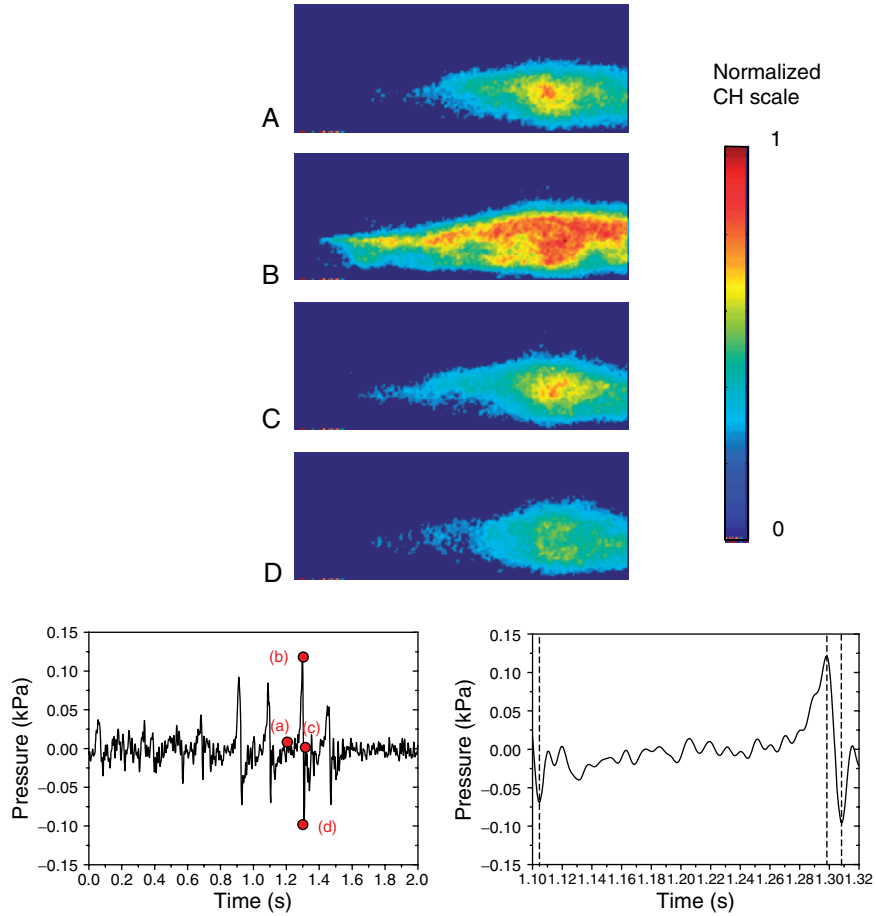 Normalized
CH scale
1
0
A
B
C
D
0.15
0.10
0.05
0.00
−0.05
−0.10
−0.15
Pressure (kPa)
(b)
(a)
(c)
(d)
0.0 0.2 0.4 0.6 0.8 1.0 1.2 1.4 1.6 1.8 2.0
Time (s)
0.15
0.10
0.05
0.00
−0.05
−0.10
−0.15
Pressure (kPa)
1.10 1.12 1.14 1.16 1.18 1.20 1.22 1.24 1.26 1.28 1.30 1.32
Time (s)